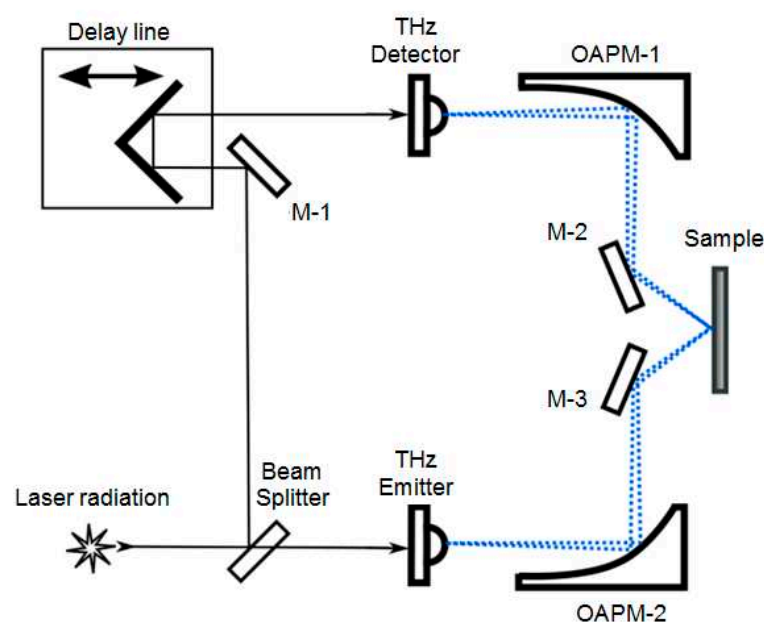 Delay line
THz
Detector
OAPM-1
M-1
M-2
Sample
M-3
Laser radiation
Beam
Splitter
THz
Emitter
OAPM-2